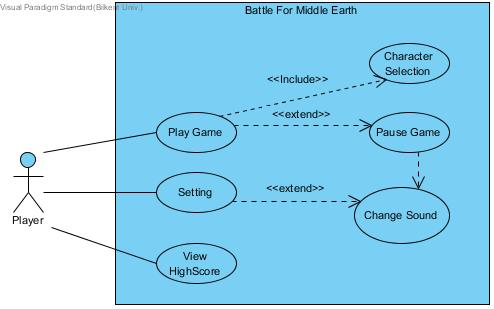 Visual Paradigm Standard(Bilkent Univ.)
Battle For Middle Earth
Character
Selection
<<Include>>
<<extend>>
Play Game
Pause Game
Setting
<<extend>>
Change Sound
Player
View
HighScore